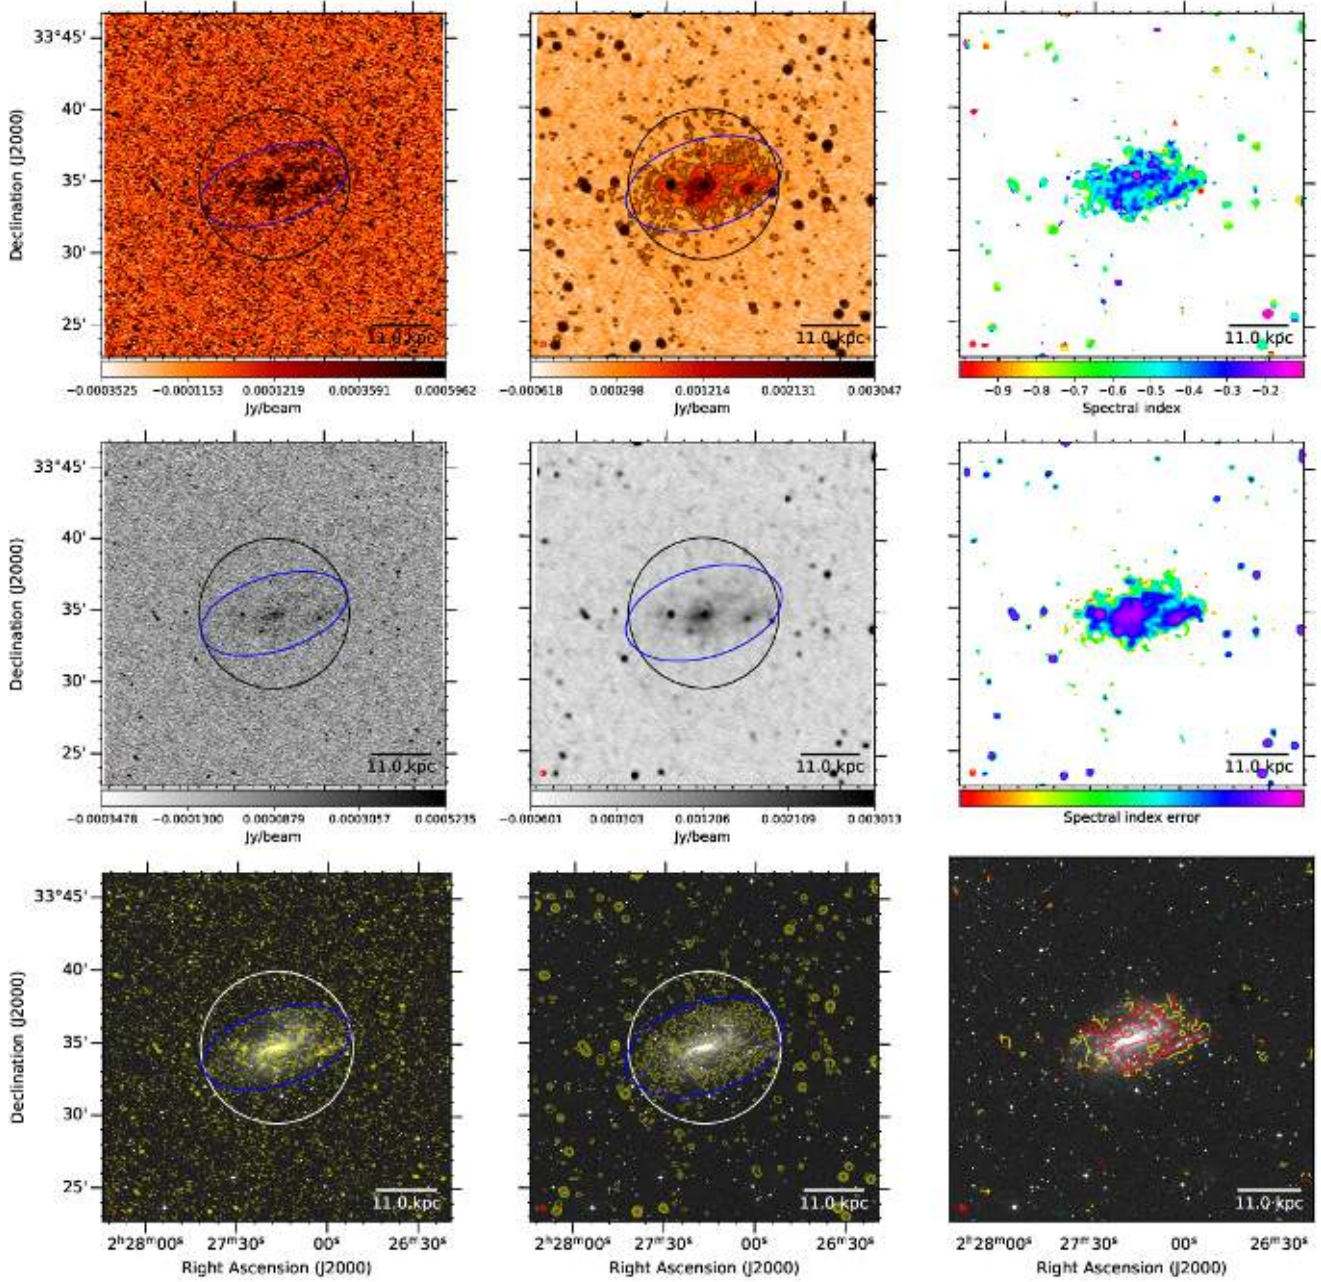 33°45'
40'
35'
30'
25'
Declination (J2000)
11.0 kpc
11.0 kpc
11.0 kpc
−0.0003525 −0.0001153 0.0001219 0.0003591 0.0005962
Jy/beam
−0.000618 0.000298 0.001214 0.002131 0.003047
Jy/beam
−0.9 −0.8 −0.7 −0.6 −0.5 −0.4 −0.3 −0.2
Spectral index
33°45'
40'
35'
30'
25'
Declination (J2000)
11.0 kpc
11.0 kpc
11.0 kpc
−0.0003478 −0.0001300 0.0000879 0.0003057 0.0005235
Jy/beam
−0.000601 0.000303 0.001206 0.002109 0.003013
Jy/beam
Spectral index error
33°45'
40'
35'
30'
25'
Declination (J2000)
11.0 kpc
11.0 kpc
11.0 kpc
2ʰ28ᵐ00ˢ 27ᵐ30ˢ 00ˢ 26ᵐ30ˢ
Right Ascension (J2000)
2ʰ28ᵐ00ˢ 27ᵐ30ˢ 00ˢ 26ᵐ30ˢ
Right Ascension (J2000)
2ʰ28ᵐ00ˢ 27ᵐ30ˢ 00ˢ 26ᵐ30ˢ
Right Ascension (J2000)